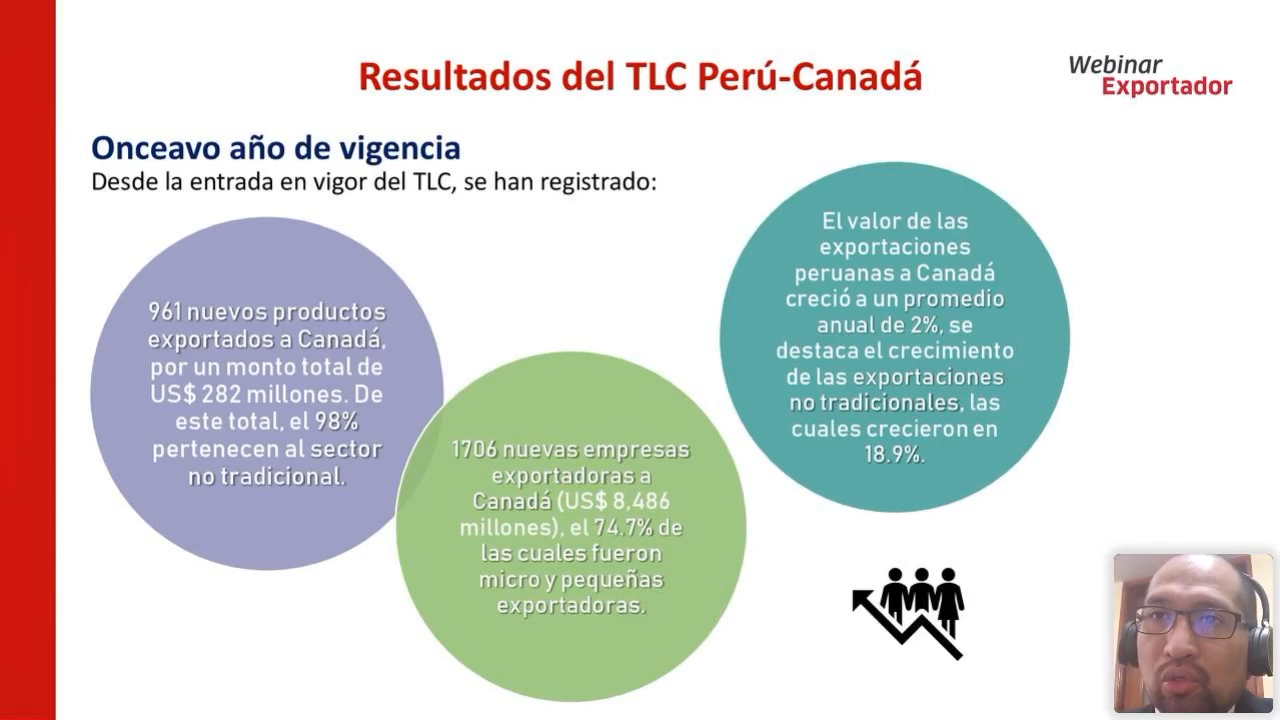 Resultados del TLC Perú-Canadá
Webinar
Exportador
Onceavo año de vigencia
Desde la entrada en vigor del TLC, se han registrado:
961 nuevos productos
exportados a Canadá,
por un monto total de
US$ 282 millones. De
este total, el 98%
pertenecen al sector
no tradicional.
1706 nuevas empresas
exportadoras a
Canadá (US$ 8,486
millones), el 74.7% de
las cuales fueron
micro y pequeñas
exportadoras.
El valor de las
exportaciones
peruanas a Canadá
creció a un promedio
anual de 2%, se
destaca el crecimiento
de las exportaciones
no tradicionales, las
cuales crecieron en
18.9%.